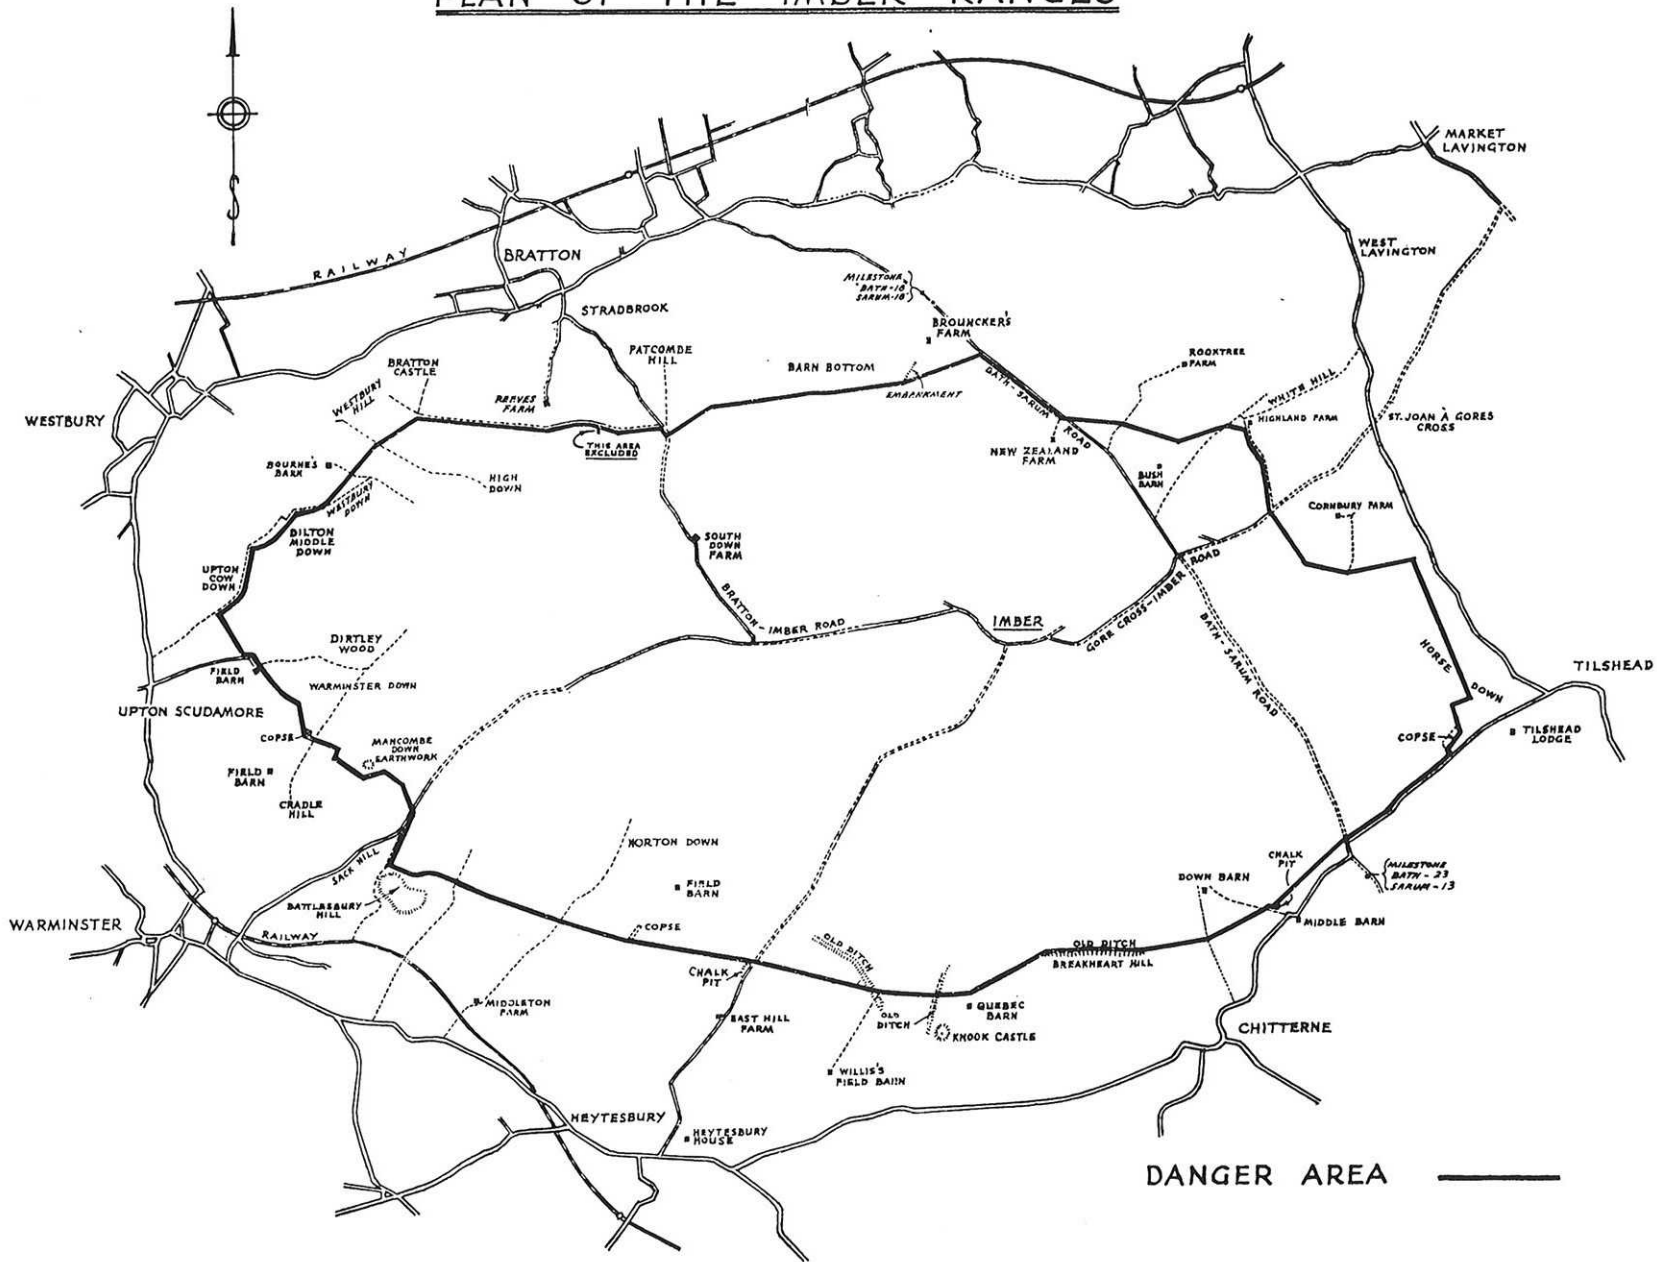 PLAN OF THE IMBER RANGES
MARKET
LAVINGTON
WEST
LAVINGTON
RAILWAY
BRATTON
MILESTONE
BATH-18
SARUM-18
STRADBROOK
BROUNCKER'S
FARM
PATCOMBE
HILL
ROOKTREE
FARM
BRATTON
CASTLE
BARN BOTTOM
WESTBURY
HILL
REEVES
FARM
EMBANKMENT
BATH-SARUM
ROAD
WHITE HILL
HIGHLAND FARM
ST. JOAN À GORES
CROSS
WESTBURY
THIS AREA
EXCLUDED
NEW ZEALAND
FARM
BOURNE'S
BARN
HIGH
DOWN
BUSH
BARN
WESTBURY
DOWN
CORNBURY FARM
DILTON
MIDDLE
DOWN
SOUTH
DOWN
FARM
UPTON
COW
DOWN
BRATTON-IMBER ROAD
IMBER
GORE CROSS-IMBER ROAD
BATH-SARUM ROAD
HORSE
DOWN
TILSHEAD
DIRTLEY
WOOD
FIELD
BARN
WARMINSTER DOWN
UPTON SCUDAMORE
COPSE
MANCOMBE
DOWN
EARTHWORK
COPSE
TILSHEAD
LODGE
FIELD
BARN
CRADLE
HILL
NORTON DOWN
SACK HILL
CHALK
PIT
MILESTONE
BATH-23
SARUM-13
FIELD
BARN
DOWN BARN
BATTLESBURY
HILL
WARMINSTER
RAILWAY
COPSE
MIDDLE BARN
OLD DITCH
OLD DITCH
BREAKHEART HILL
CHALK
PIT
MIDDLETON
FARM
EAST HILL
FARM
OLD
DITCH
QUEBEC
BARN
KNOOK CASTLE
CHITTERNE
WILLIS'S
FIELD BARN
HEYTESBURY
HEYTESBURY
HOUSE
DANGER AREA